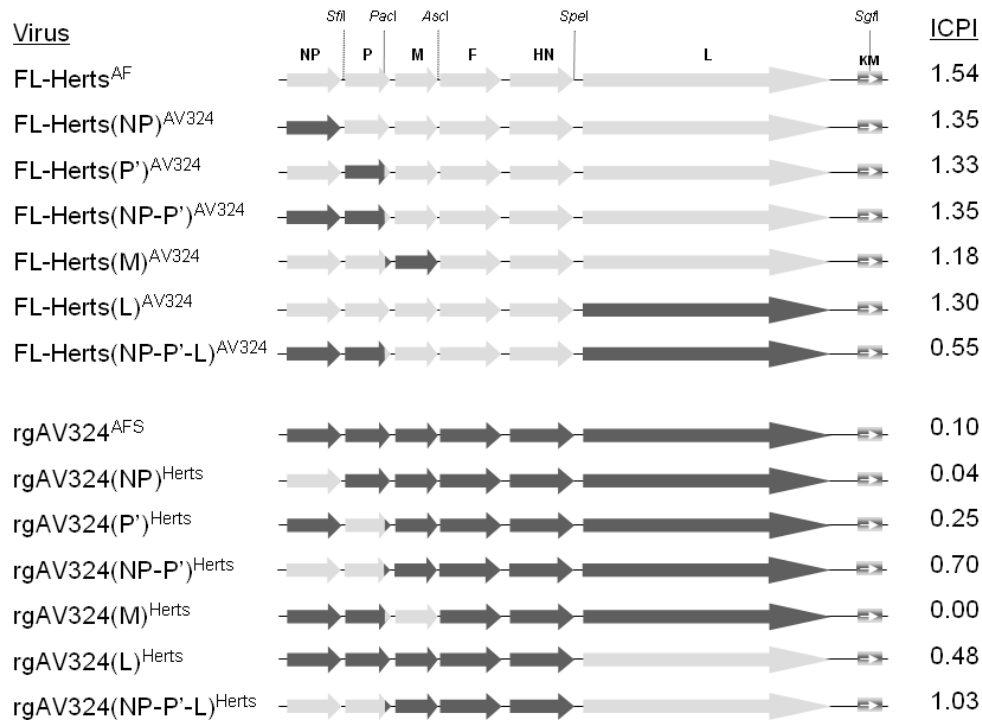 SfiI PacI AscI SpeI SgfI
Virus ICPI
NP P M F HN L KM
FL-Herts^AF 1.54
FL-Herts(NP)^AV324 1.35
FL-Herts(P’)^AV324 1.33
FL-Herts(NP-P’)^AV324 1.35
FL-Herts(M)^AV324 1.18
FL-Herts(L)^AV324 1.30
FL-Herts(NP-P’-L)^AV324 0.55
rgAV324^AFS 0.10
rgAV324(NP)^Herts 0.04
rgAV324(P’)^Herts 0.25
rgAV324(NP-P’)^Herts 0.70
rgAV324(M)^Herts 0.00
rgAV324(L)^Herts 0.48
rgAV324(NP-P’-L)^Herts 1.03